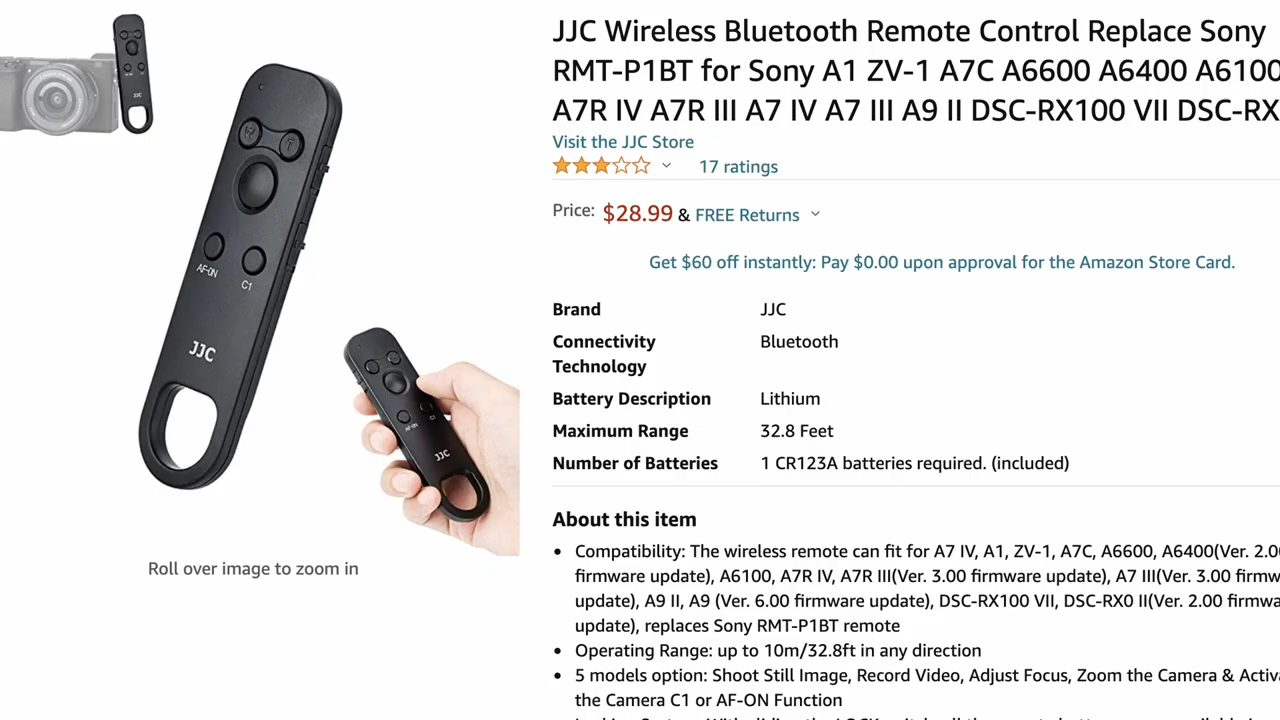 JJC Wireless Bluetooth Remote Control Replace Sony
RMT-P1BT for Sony A1 ZV-1 A7C A6600 A6400 A6100
A7R IV A7R III A7 IV A7 III A9 II DSC-RX100 VII DSC-RX
Visit the JJC Store
17 ratings
Price: $28.99 & FREE Returns
Get $60 off instantly: Pay $0.00 upon approval for the Amazon Store Card.
Brand JJC
Connectivity Technology Bluetooth
Battery Description Lithium
Maximum Range 32.8 Feet
Number of Batteries 1 CR123A batteries required. (included)
About this item
• Compatibility: The wireless remote can fit for A7 IV, A1, ZV-1, A7C, A6600, A6400(Ver. 2.0
firmware update), A6100, A7R IV, A7R III(Ver. 3.00 firmware update), A7 III(Ver. 3.00 firmw
update), A9 II, A9 (Ver. 6.00 firmware update), DSC-RX100 VII, DSC-RX0 II(Ver. 2.00 firmwa
update), replaces Sony RMT-P1BT remote
• Operating Range: up to 10m/32.8ft in any direction
• 5 models option: Shoot Still Image, Record Video, Adjust Focus, Zoom the Camera & Activa
the Camera C1 or AF-ON Function
W T
AF-ON C1
JJC
AF-ON C1
JJC
JJC
Roll over image to zoom in